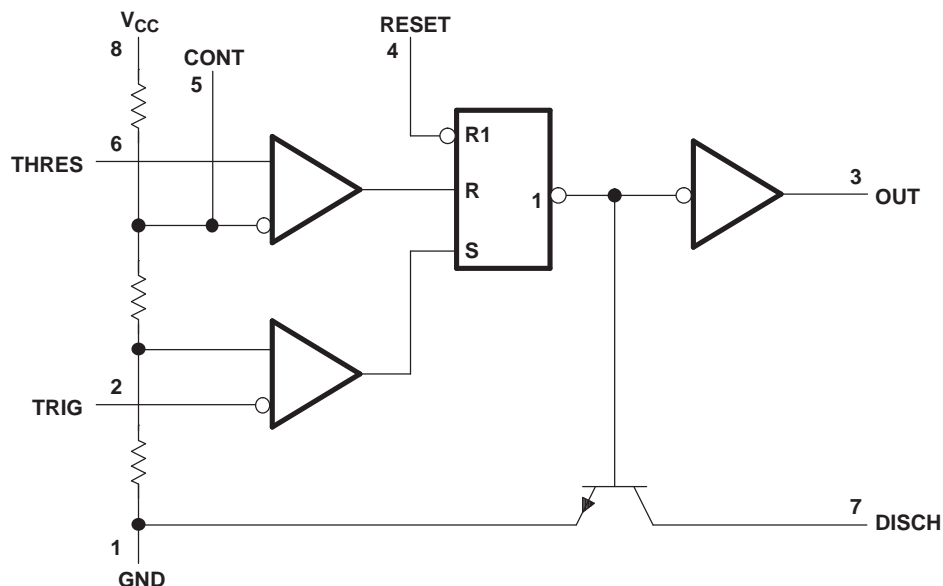 VCC
8
CONT
5
RESET
4
6
THRES
R1
R
1
S
3
OUT
2
TRIG
7
DISCH
1
GND